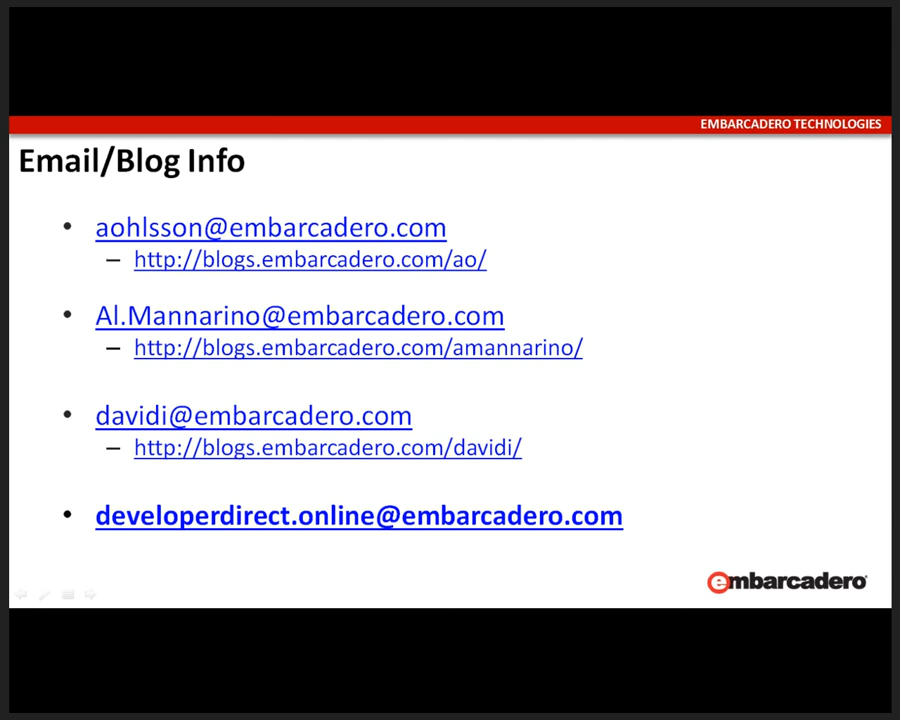 EMBARCADERO TECHNOLOGIES
Email/Blog Info
• aohlsson@embarcadero.com
– http://blogs.embarcadero.com/ao/
• Al.Mannarino@embarcadero.com
– http://blogs.embarcadero.com/amannarino/
• davidi@embarcadero.com
– http://blogs.embarcadero.com/davidi/
• developerdirect.online@embarcadero.com
embarcadero